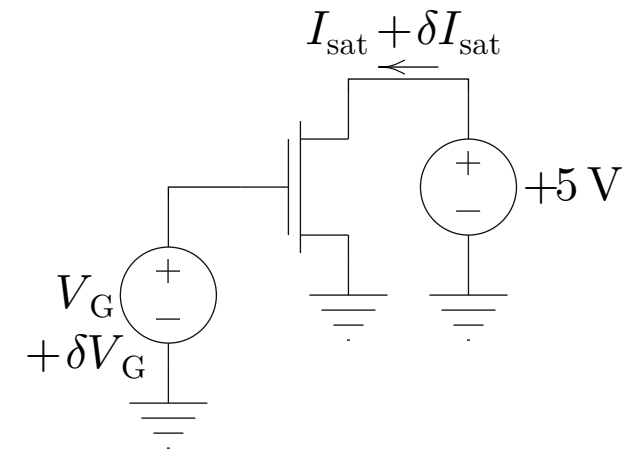 I_sat + δI_sat
+
−
+5 V
+
−
V_G
+ δV_G